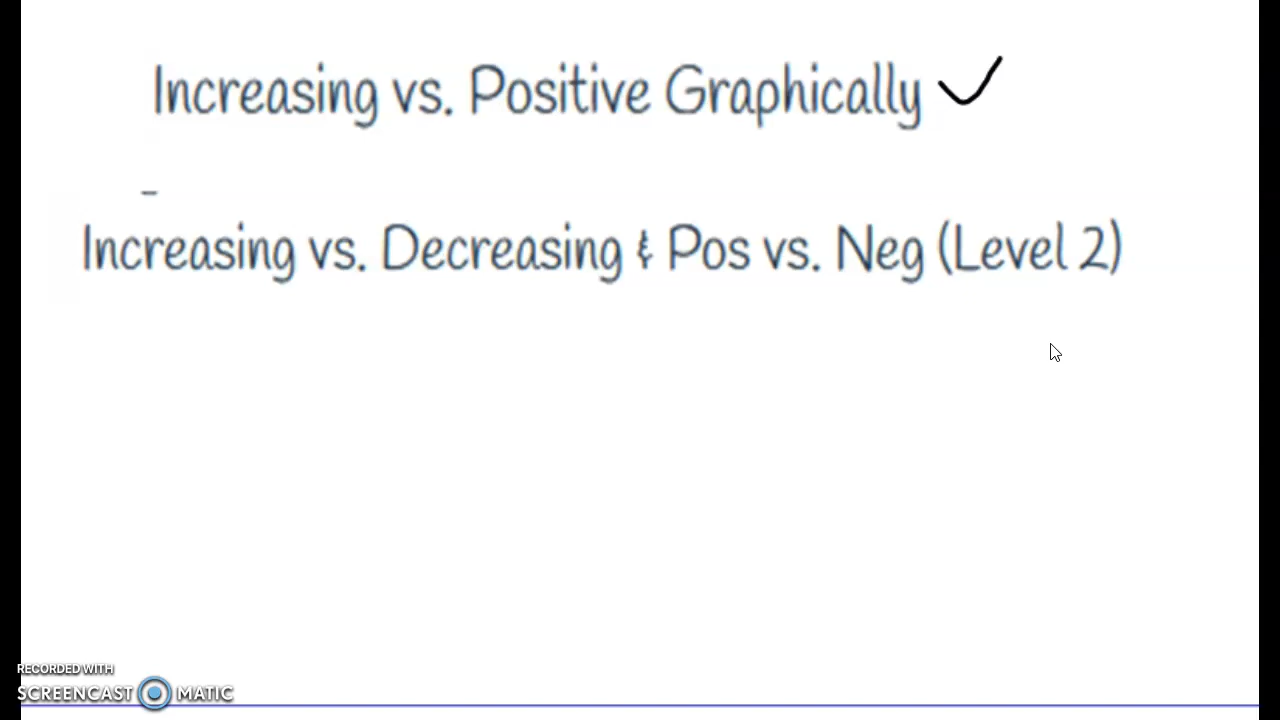 Increasing vs. Positive Graphically
Increasing vs. Decreasing & Pos vs. Neg (Level 2)
RECORDED WITH
SCREENCAST MATIC